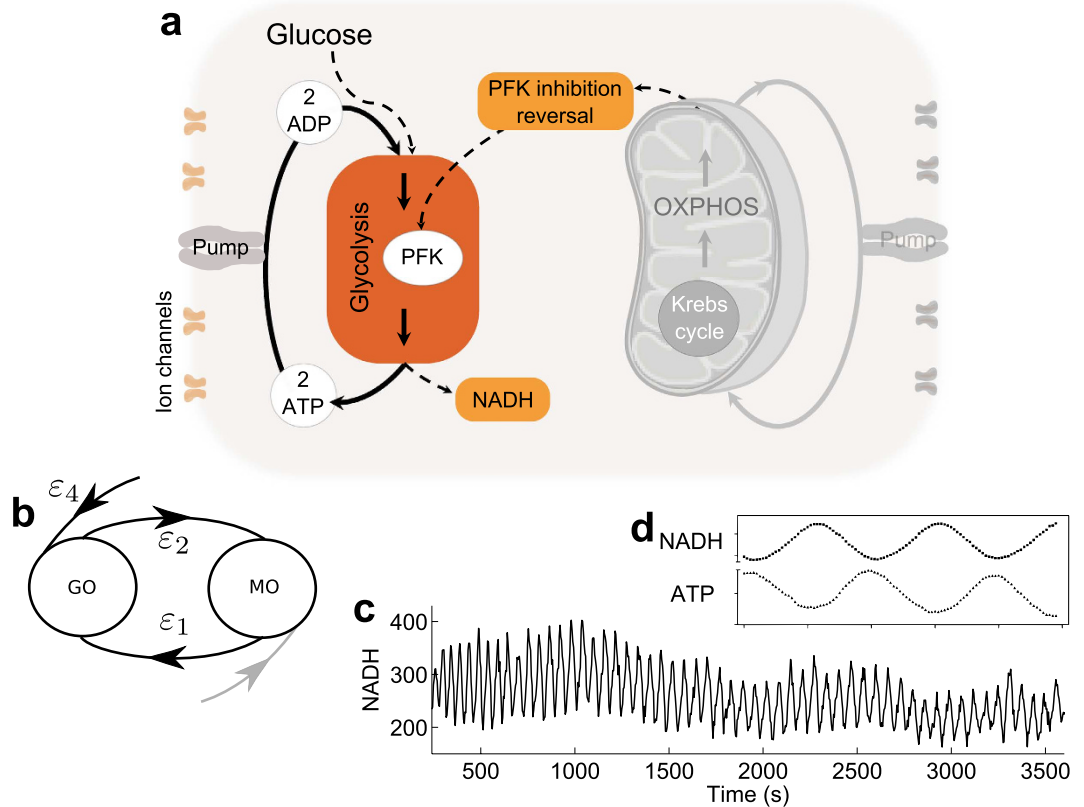 a
Glucose
2
ADP
PFK inhibition
reversal
OXPHOS
Pump
Glycolysis
PFK
Pump
Krebs
cycle
Ion channels
2
ATP
NADH
b
ε4
ε2
GO
MO
ε1
d
NADH
ATP
c
NADH
400
300
200
500
1000
1500
2000
2500
3000
3500
Time (s)